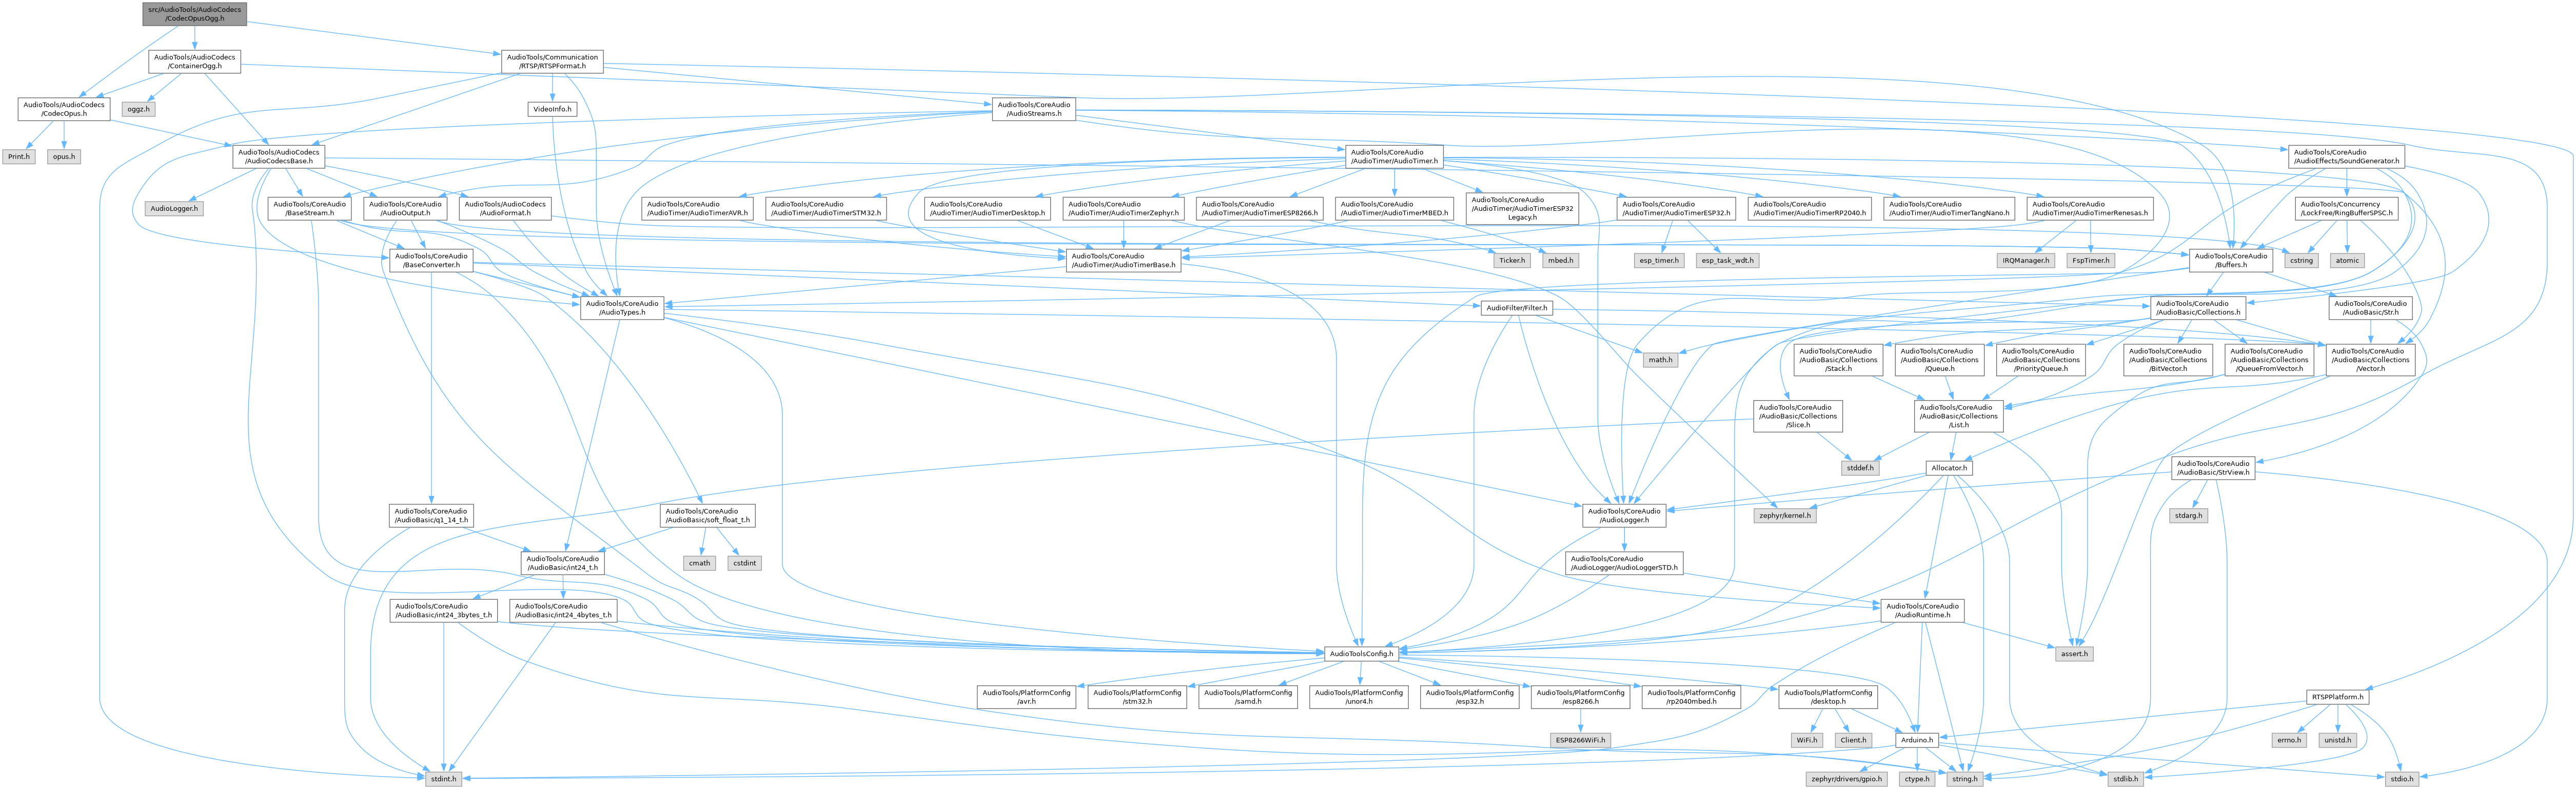 src/AudioTools/AudioCodecs
/CodecOpusOgg.h
AudioTools/AudioCodecs
/ContainerOgg.h
AudioTools/Communication
/RTSP/RTSPFormat.h
AudioTools/AudioCodecs
/CodecOpus.h
oggz.h
VideoInfo.h
AudioTools/CoreAudio
/AudioStreams.h
Print.h
opus.h
AudioTools/AudioCodecs
/AudioCodecsBase.h
AudioTools/CoreAudio
/AudioTimer/AudioTimer.h
AudioTools/CoreAudio
/AudioEffects/SoundGenerator.h
AudioLogger.h
AudioTools/CoreAudio
/BaseStream.h
AudioTools/CoreAudio
/AudioOutput.h
AudioTools/AudioCodecs
/AudioFormat.h
AudioTools/CoreAudio
/AudioTimer/AudioTimerAVR.h
AudioTools/CoreAudio
/AudioTimer/AudioTimerSTM32.h
AudioTools/CoreAudio
/AudioTimer/AudioTimerDesktop.h
AudioTools/CoreAudio
/AudioTimer/AudioTimerZephyr.h
AudioTools/CoreAudio
/AudioTimer/AudioTimerESP8266.h
AudioTools/CoreAudio
/AudioTimer/AudioTimerMBED.h
AudioTools/CoreAudio
/AudioTimer/AudioTimerESP32
Legacy.h
AudioTools/CoreAudio
/AudioTimer/AudioTimerESP32.h
AudioTools/CoreAudio
/AudioTimer/AudioTimerRP2040.h
AudioTools/CoreAudio
/AudioTimer/AudioTimerTangNano.h
AudioTools/CoreAudio
/AudioTimer/AudioTimerRenesas.h
AudioTools/Concurrency
/LockFree/RingBufferSPSC.h
AudioTools/CoreAudio
/BaseConverter.h
AudioTools/CoreAudio
/AudioTimer/AudioTimerBase.h
Ticker.h
mbed.h
esp_timer.h
esp_task_wdt.h
IRQManager.h
FspTimer.h
AudioTools/CoreAudio
/Buffers.h
cstring
atomic
AudioTools/CoreAudio
/AudioTypes.h
AudioFilter/Filter.h
AudioTools/CoreAudio
/AudioBasic/Collections.h
AudioTools/CoreAudio
/AudioBasic/Str.h
math.h
AudioTools/CoreAudio
/AudioBasic/Collections
/Stack.h
AudioTools/CoreAudio
/AudioBasic/Collections
/Queue.h
AudioTools/CoreAudio
/AudioBasic/Collections
/PriorityQueue.h
AudioTools/CoreAudio
/AudioBasic/Collections
/BitVector.h
AudioTools/CoreAudio
/AudioBasic/Collections
/QueueFromVector.h
AudioTools/CoreAudio
/AudioBasic/Collections
/Vector.h
AudioTools/CoreAudio
/AudioBasic/Collections
/Slice.h
AudioTools/CoreAudio
/AudioBasic/Collections
/List.h
stddef.h
Allocator.h
AudioTools/CoreAudio
/AudioBasic/StrView.h
AudioTools/CoreAudio
/AudioBasic/q1_14_t.h
AudioTools/CoreAudio
/AudioBasic/soft_float_t.h
AudioTools/CoreAudio
/AudioLogger.h
zephyr/kernel.h
stdarg.h
AudioTools/CoreAudio
/AudioBasic/int24_t.h
cmath
cstdint
AudioTools/CoreAudio
/AudioLogger/AudioLoggerSTD.h
AudioTools/CoreAudio
/AudioBasic/int24_3bytes_t.h
AudioTools/CoreAudio
/AudioBasic/int24_4bytes_t.h
AudioTools/CoreAudio
/AudioRuntime.h
AudioToolsConfig.h
assert.h
AudioTools/PlatformConfig
/avr.h
AudioTools/PlatformConfig
/stm32.h
AudioTools/PlatformConfig
/samd.h
AudioTools/PlatformConfig
/unor4.h
AudioTools/PlatformConfig
/esp32.h
AudioTools/PlatformConfig
/esp8266.h
AudioTools/PlatformConfig
/rp2040mbed.h
AudioTools/PlatformConfig
/desktop.h
RTSPPlatform.h
ESP8266WiFi.h
WiFi.h
Client.h
Arduino.h
errno.h
unistd.h
stdint.h
zephyr/drivers/gpio.h
ctype.h
string.h
stdlib.h
stdio.h